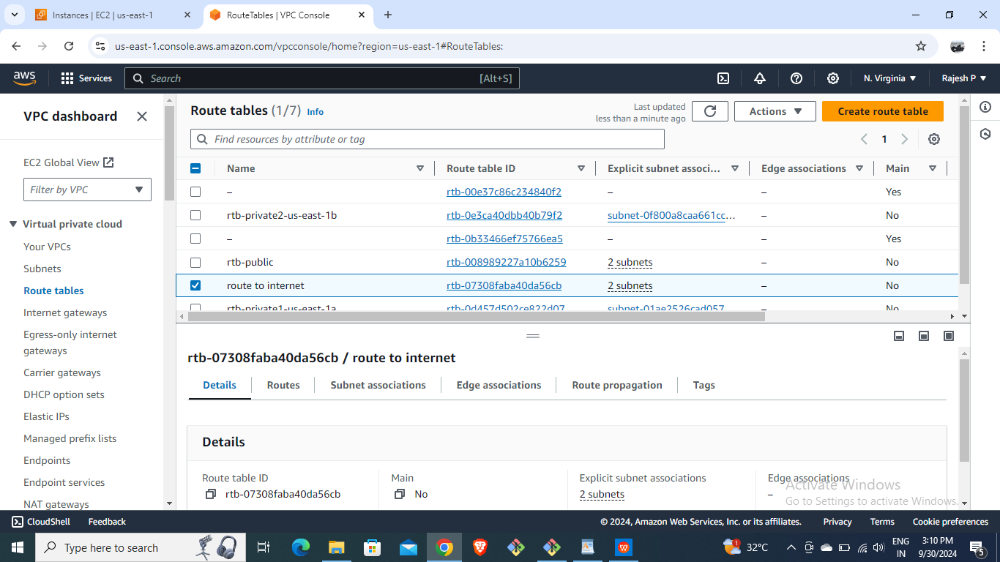 Instances | EC2 | us-east-1
RouteTables | VPC Console
us-east-1.console.aws.amazon.com/vpcconsole/home?region=us-east-1#RouteTables:
aws
Services
Search
[Alt+S]
N. Virginia
Rajesh P
VPC dashboard
EC2 Global View
Filter by VPC
Virtual private cloud
Your VPCs
Subnets
Route tables
Internet gateways
Egress-only internet
gateways
Carrier gateways
DHCP option sets
Elastic IPs
Managed prefix lists
Endpoints
Endpoint services
NAT gateways
Route tables (1/7) Info
Last updated
less than a minute ago
Actions
Create route table
Find resources by attribute or tag
1
Name Route table ID Explicit subnet associ... Edge associations Main
– rtb-00e37c86c234840f2 – – Yes
rtb-private2-us-east-1b rtb-0e3ca40dbb40b79f2 subnet-0f800a8caa661cc... – No
– rtb-0b33466ef75766ea5 – – Yes
rtb-public rtb-008989227a10b6259 2 subnets – No
route to internet rtb-07308faba40da56cb 2 subnets – No
rtb-private1-us-east-1a rtb-0d457d502ce822d07 subnet-01ae2526cad057 – No
rtb-07308faba40da56cb / route to internet
Details Routes Subnet associations Edge associations Route propagation Tags
Details
Route table ID
rtb-07308faba40da56cb
Main
No
Explicit subnet associations
2 subnets
Edge associations
–
Activate Windows
Go to Settings to activate Windows.
CloudShell Feedback
© 2024, Amazon Web Services, Inc. or its affiliates. Privacy Terms Cookie preferences
Type here to search
1
32°C
ENG
IN
3:10 PM
9/30/2024
5